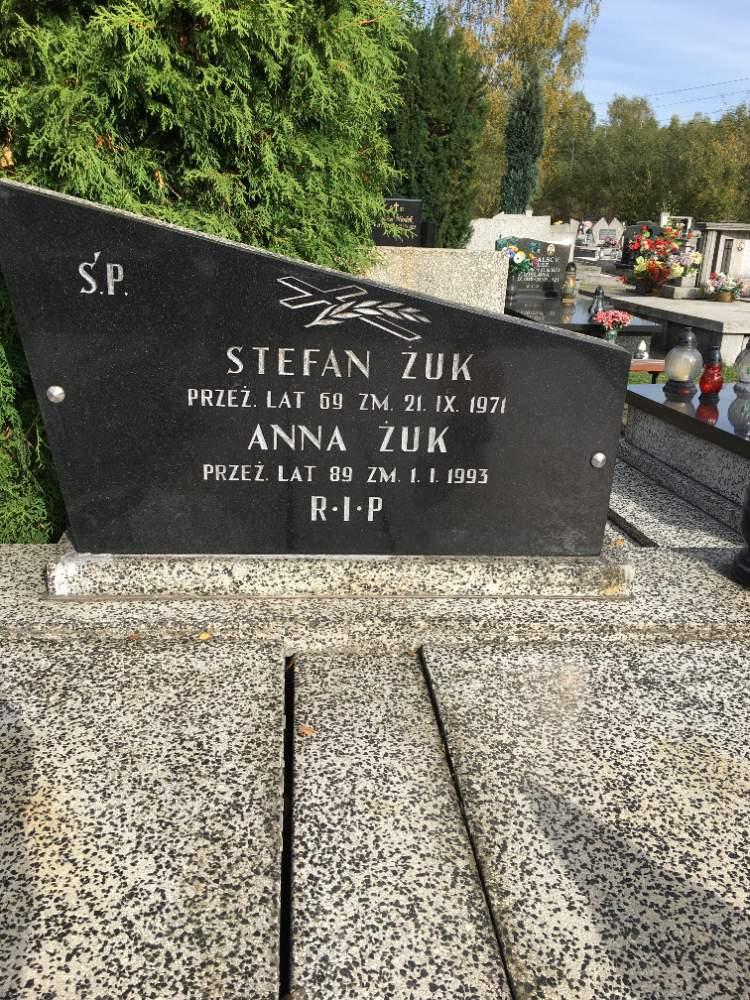 Ś.P.
STEFAN ŻUK
PRZEŻ. LAT 69 ZM. 21. IX. 1971
ANNA ŻUK
PRZEŻ. LAT 89 ZM. 1. I. 1993
R·I·P